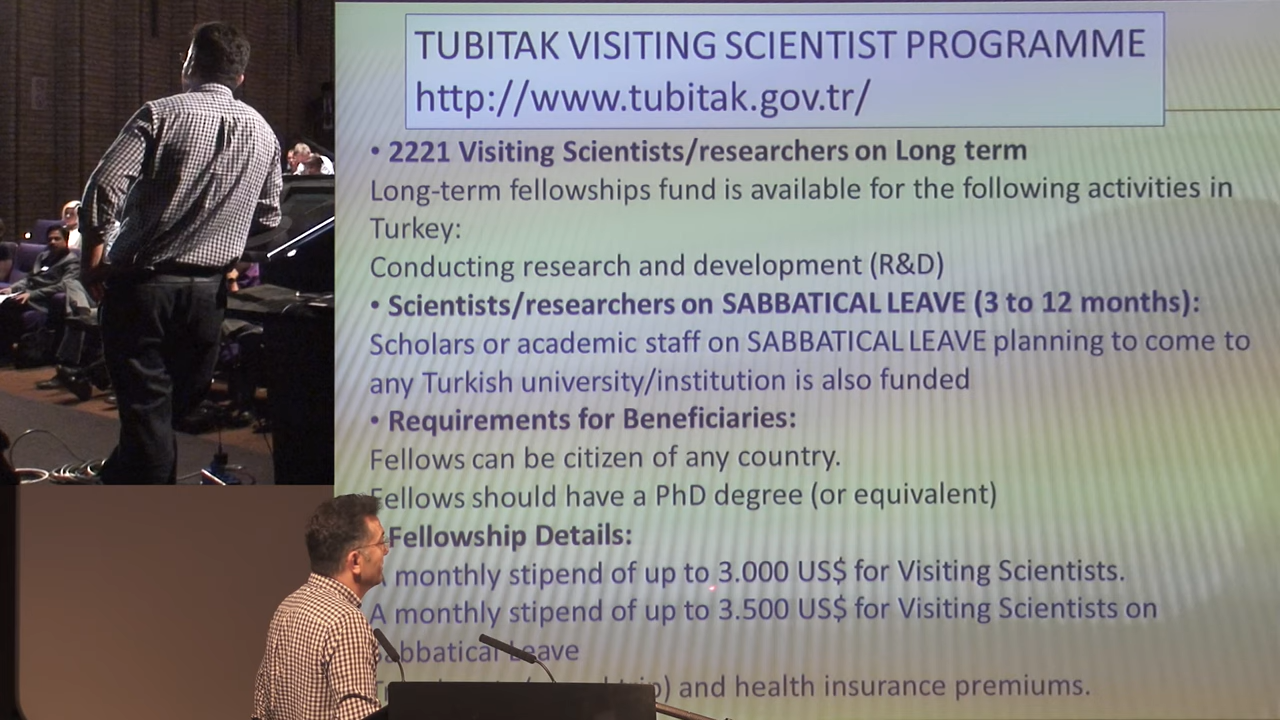 TUBITAK VISITING SCIENTIST PROGRAMME
http://www.tubitak.gov.tr/
• 2221 Visiting Scientists/researchers on Long term
Long-term fellowships fund is available for the following activities in
Turkey:
Conducting research and development (R&D)
• Scientists/researchers on SABBATICAL LEAVE (3 to 12 months):
Scholars or academic staff on SABBATICAL LEAVE planning to come to
any Turkish university/institution is also funded
• Requirements for Beneficiaries:
Fellows can be citizen of any country.
Fellows should have a PhD degree (or equivalent)
Fellowship Details:
monthly stipend of up to 3.000 US$ for Visiting Scientists.
A monthly stipend of up to 3.500 US$ for Visiting Scientists on
Sabbatical Leave
and health insurance premiums.